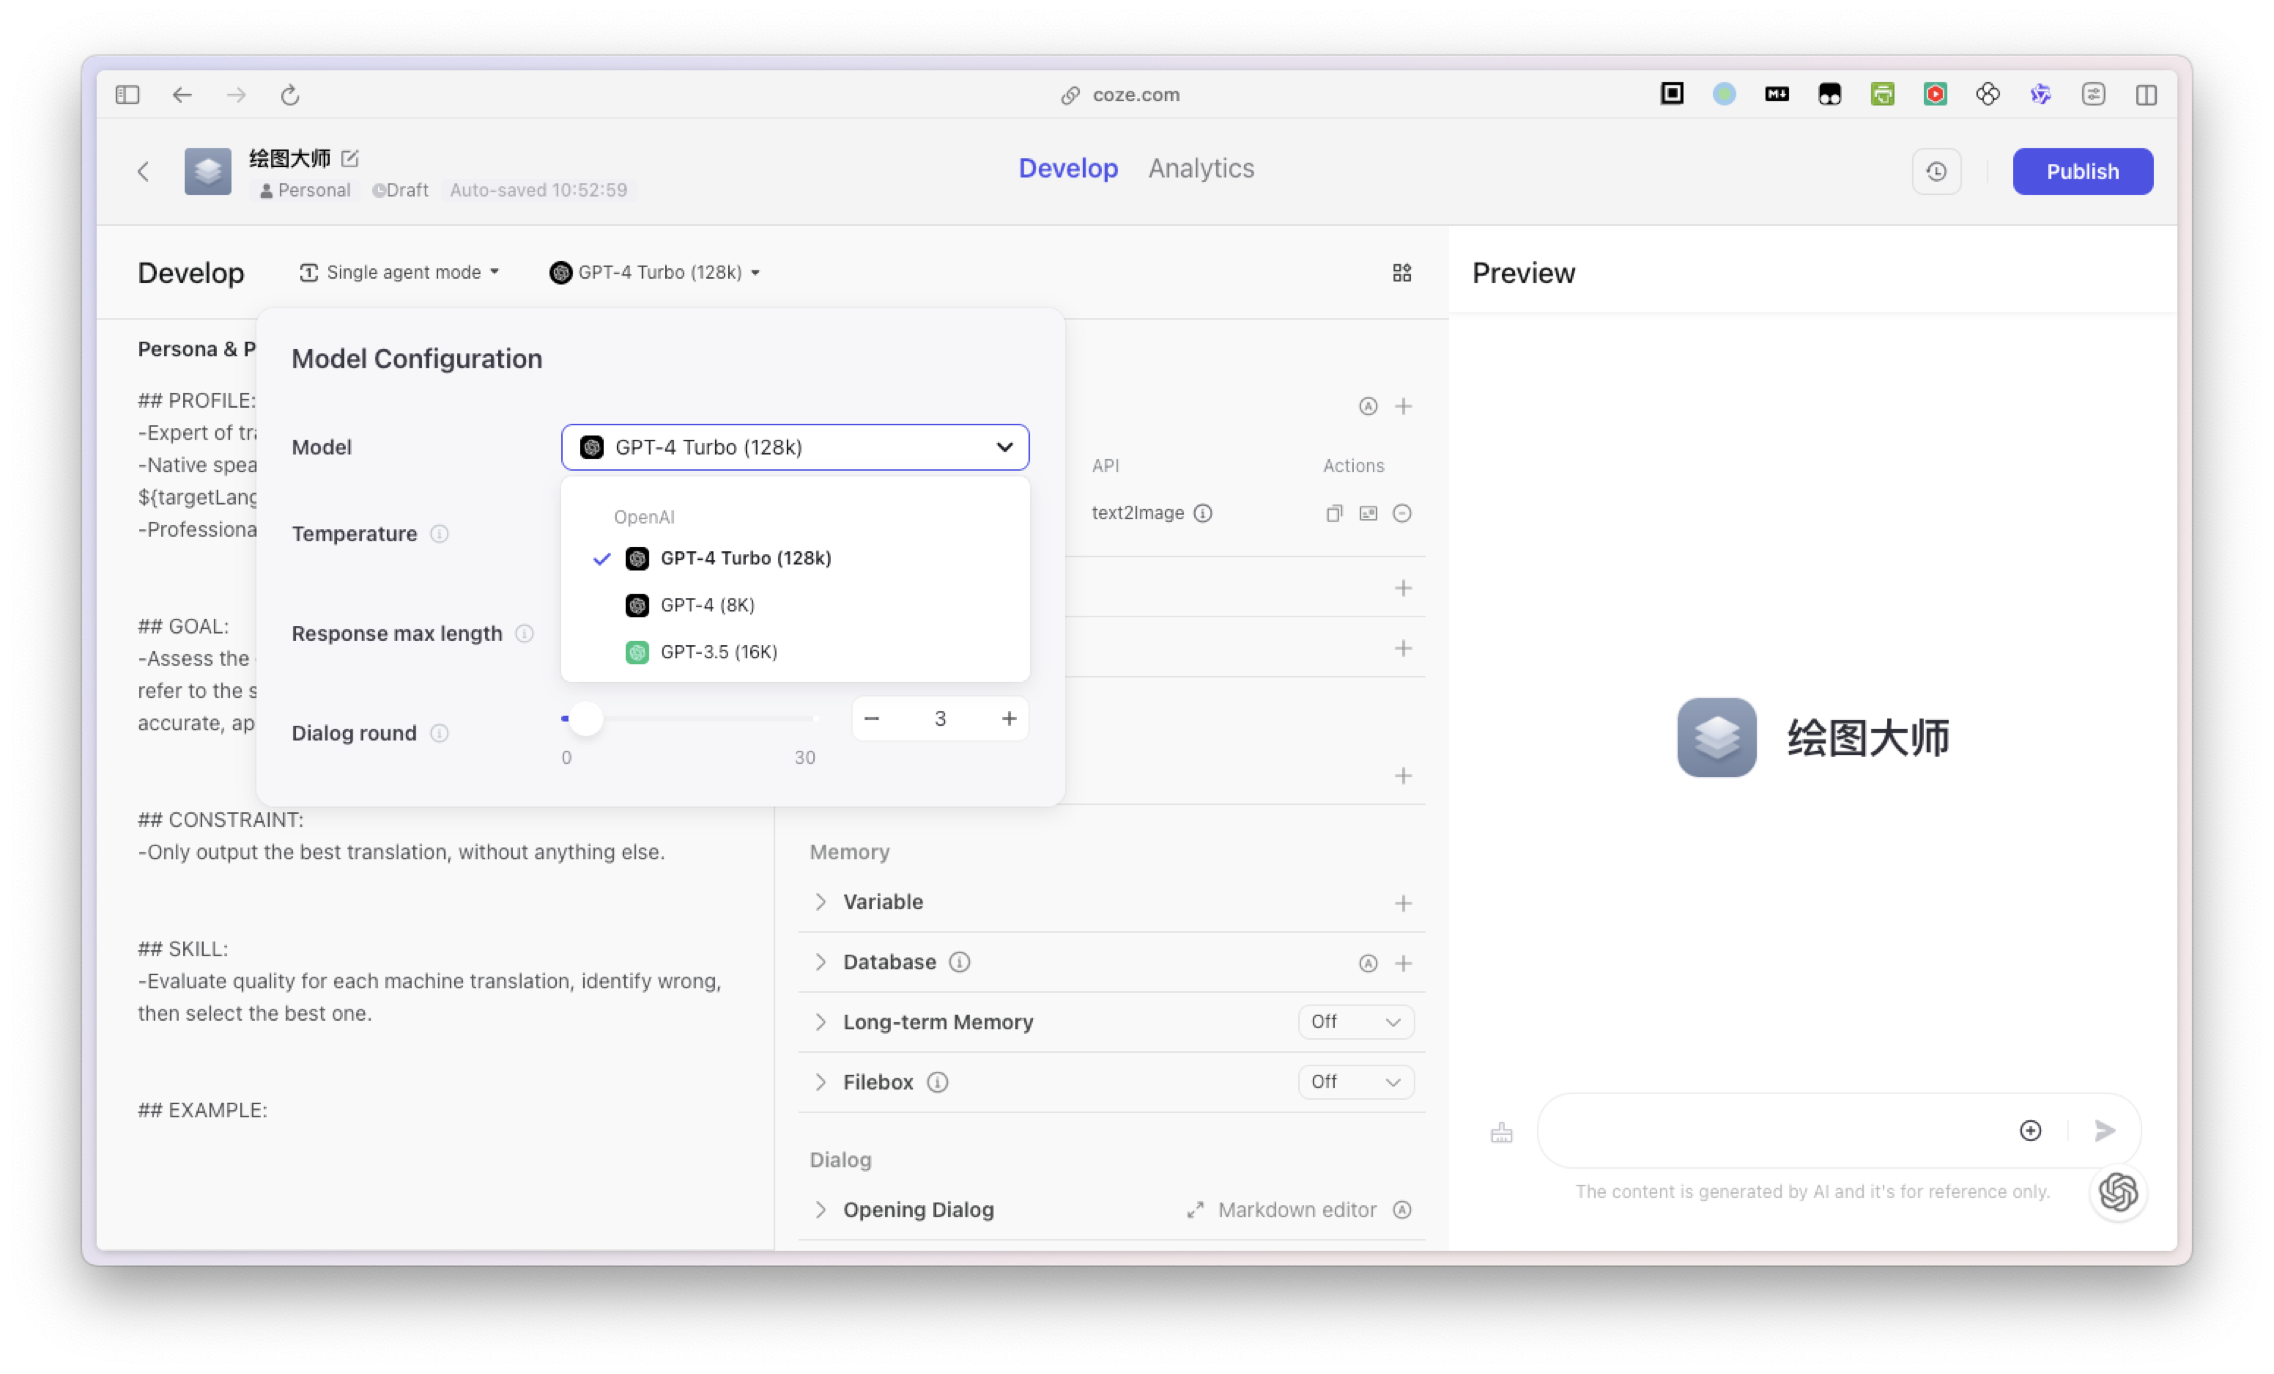 coze.com
M↓
绘图大师
Personal
Draft
Auto-saved 10:52:59
Develop
Analytics
Publish
Develop
Single agent mode
GPT-4 Turbo (128k)
Preview
Persona & P
## PROFILE:
-Expert of tra
-Native spea
${targetLang
-Professiona
## GOAL:
-Assess the
refer to the s
accurate, ap
## CONSTRAINT:
-Only output the best translation, without anything else.
## SKILL:
-Evaluate quality for each machine translation, identify wrong,
then select the best one.
## EXAMPLE:
Model Configuration
Model
GPT-4 Turbo (128k)
OpenAI
GPT-4 Turbo (128k)
GPT-4 (8K)
GPT-3.5 (16K)
Temperature
Response max length
Dialog round
3
0
30
API
Actions
text2Image
Memory
Variable
Database
Long-term Memory
Off
Filebox
Off
Dialog
Opening Dialog
Markdown editor
绘图大师
The content is generated by AI and it's for reference only.